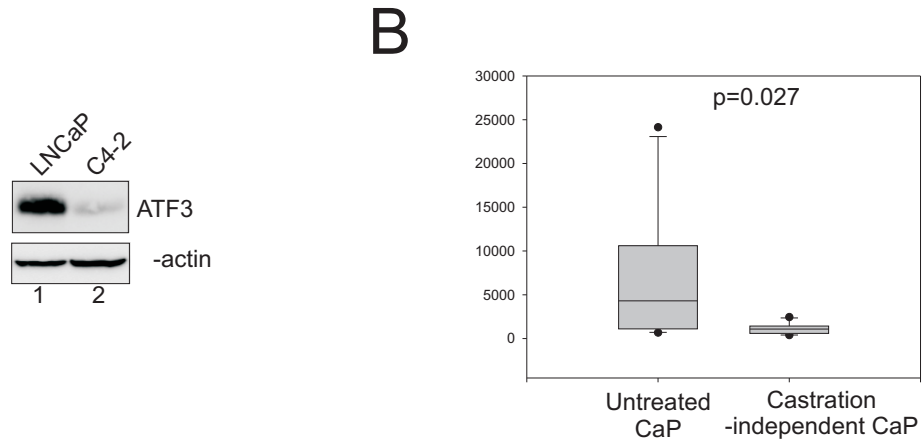 B
LNCaP
C4-2
ATF3
-actin
1 2
30000
25000
20000
15000
10000
5000
0
p=0.027
Untreated
CaP
Castration
-independent CaP